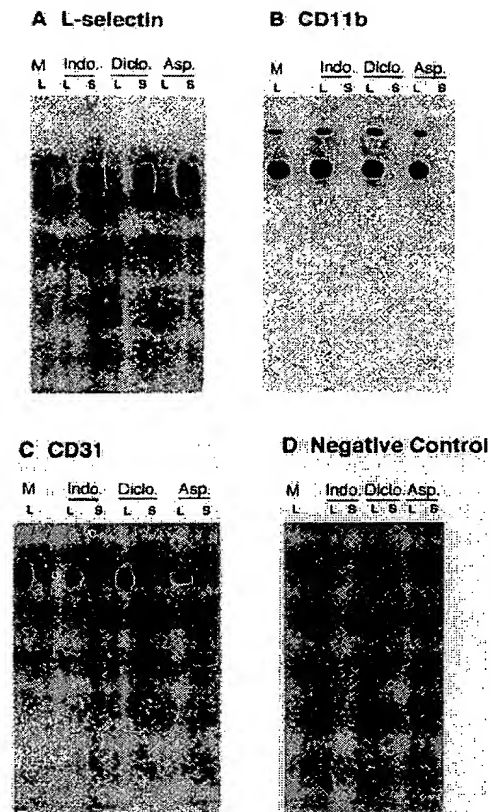 A L-selectin
M Indo. Diclo. Asp.
L L S L S L S
B CD11b
M Indo. Diclo. Asp.
L L S L S L S
C CD31
M Indo. Diclo. Asp.
L L S L S L S
D Negative Control
M Indo. Diclo. Asp.
L L S L S L S